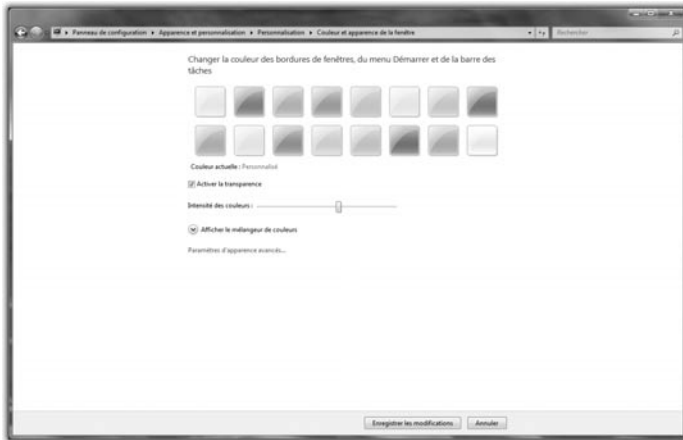 Panneau de configuration ▸ Apparence et personnalisation ▸ Personnalisation ▸ Couleur et apparence de la fenêtre
Rechercher
Changer la couleur des bordures de fenêtres, du menu Démarrer et de la barre des
tâches
Couleur actuelle : Personnalisé
Activer la transparence
Intensité des couleurs :
Afficher le mélangeur de couleurs
Paramètres d'apparence avancés...
Enregistrer les modifications
Annuler